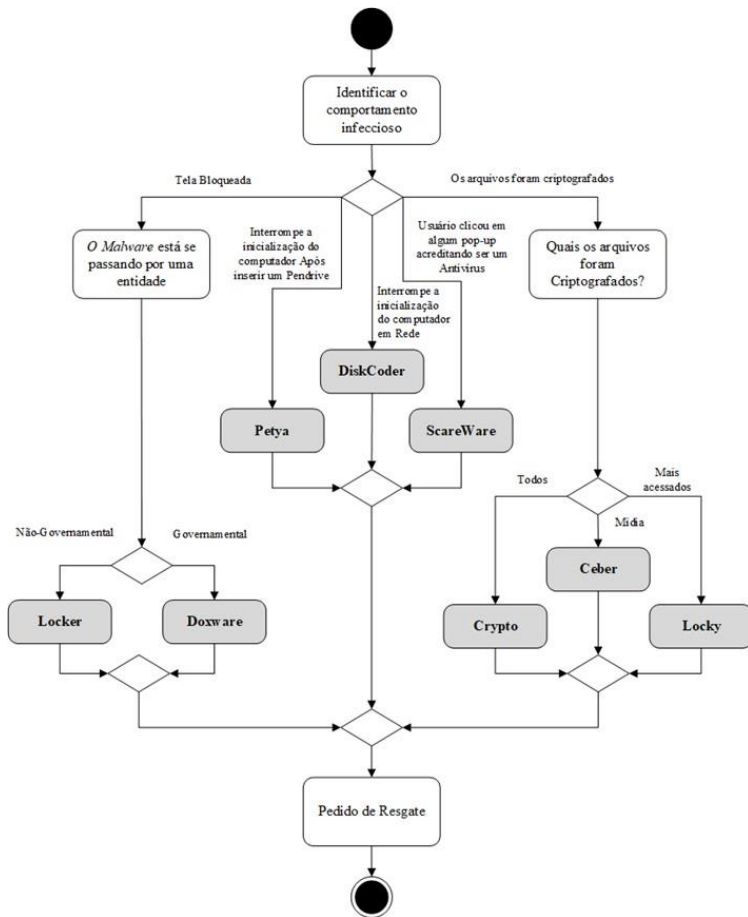 Identificar o
comportamento
infeccioso
Tela Bloqueada
Os arquivos foram criptografados
O Malware está se
passando por uma
entidade
Interrompe a
inicialização do
computador Após
inserir um Pendrive
Interrompe a
inicialização
do computador
em Rede
Usuário clicou em
algum pop-up
acreditando ser um
Antivírus
Quais os arquivos
foram
Criptografados?
DiskCoder
Petya
ScareWare
Todos
Mídia
Mais
acessados
Não-Governamental
Governamental
Ceber
Locker
Doxware
Crypto
Locky
Pedido de Resgate